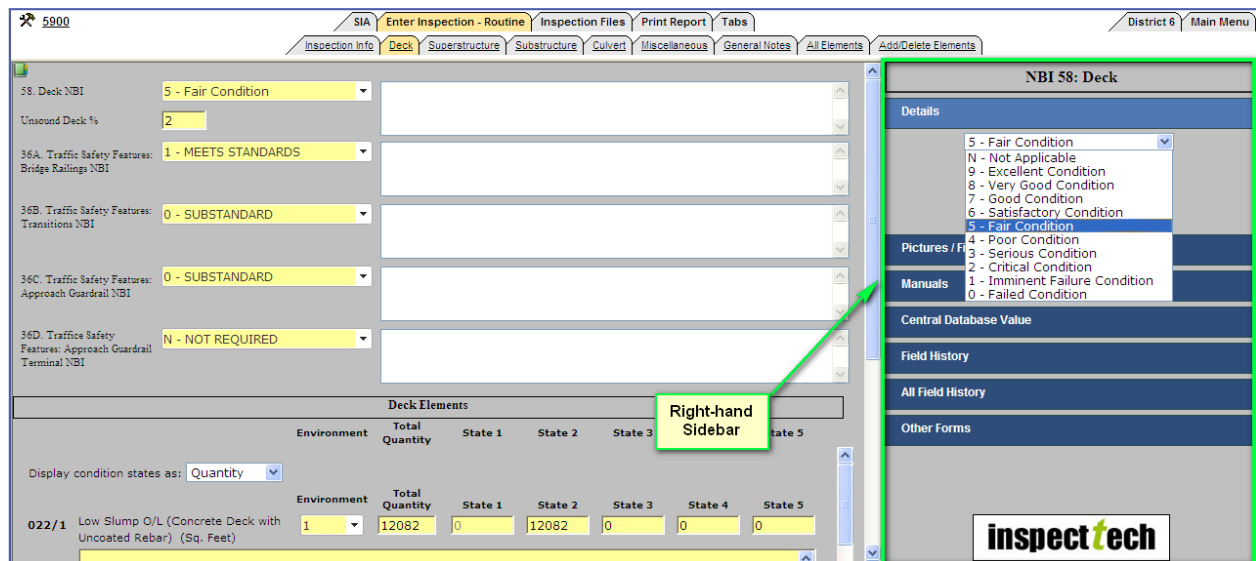 5900
SIA Enter Inspection - Routine Inspection Files Print Report Tabs
District 6 Main Menu
Inspection Info Deck Superstructure Substructure Culvert Miscellaneous General Notes All Elements Add/Delete Elements
58. Deck NBI 5 - Fair Condition
Unsound Deck % 2
36A. Traffic Safety Features: 1 - MEETS STANDARDS
Bridge Railings NBI
36B. Traffic Safety Features: 0 - SUBSTANDARD
Transitions NBI
36C. Traffic Safety Features: 0 - SUBSTANDARD
Approach Guardrail NBI
36D. Traffice Safety N - NOT REQUIRED
Features: Approach Guardrail
Terminal NBI
Deck Elements
Environment Total Quantity State 1 State 2 State 3 tate 5
Display condition states as: Quantity
Environment Total Quantity State 1 State 2 State 3 State 4 State 5
022/1 Low Slump O/L (Concrete Deck with 1 12082 0 12082 0 0 0
Uncoated Rebar) (Sq. Feet)
Right-hand
Sidebar
NBI 58: Deck
Details
5 - Fair Condition
N - Not Applicable
9 - Excellent Condition
8 - Very Good Condition
7 - Good Condition
6 - Satisfactory Condition
5 - Fair Condition
4 - Poor Condition
3 - Serious Condition
2 - Critical Condition
1 - Imminent Failure Condition
0 - Failed Condition
Pictures / Fi
Manuals
Central Database Value
Field History
All Field History
Other Forms
inspecttech